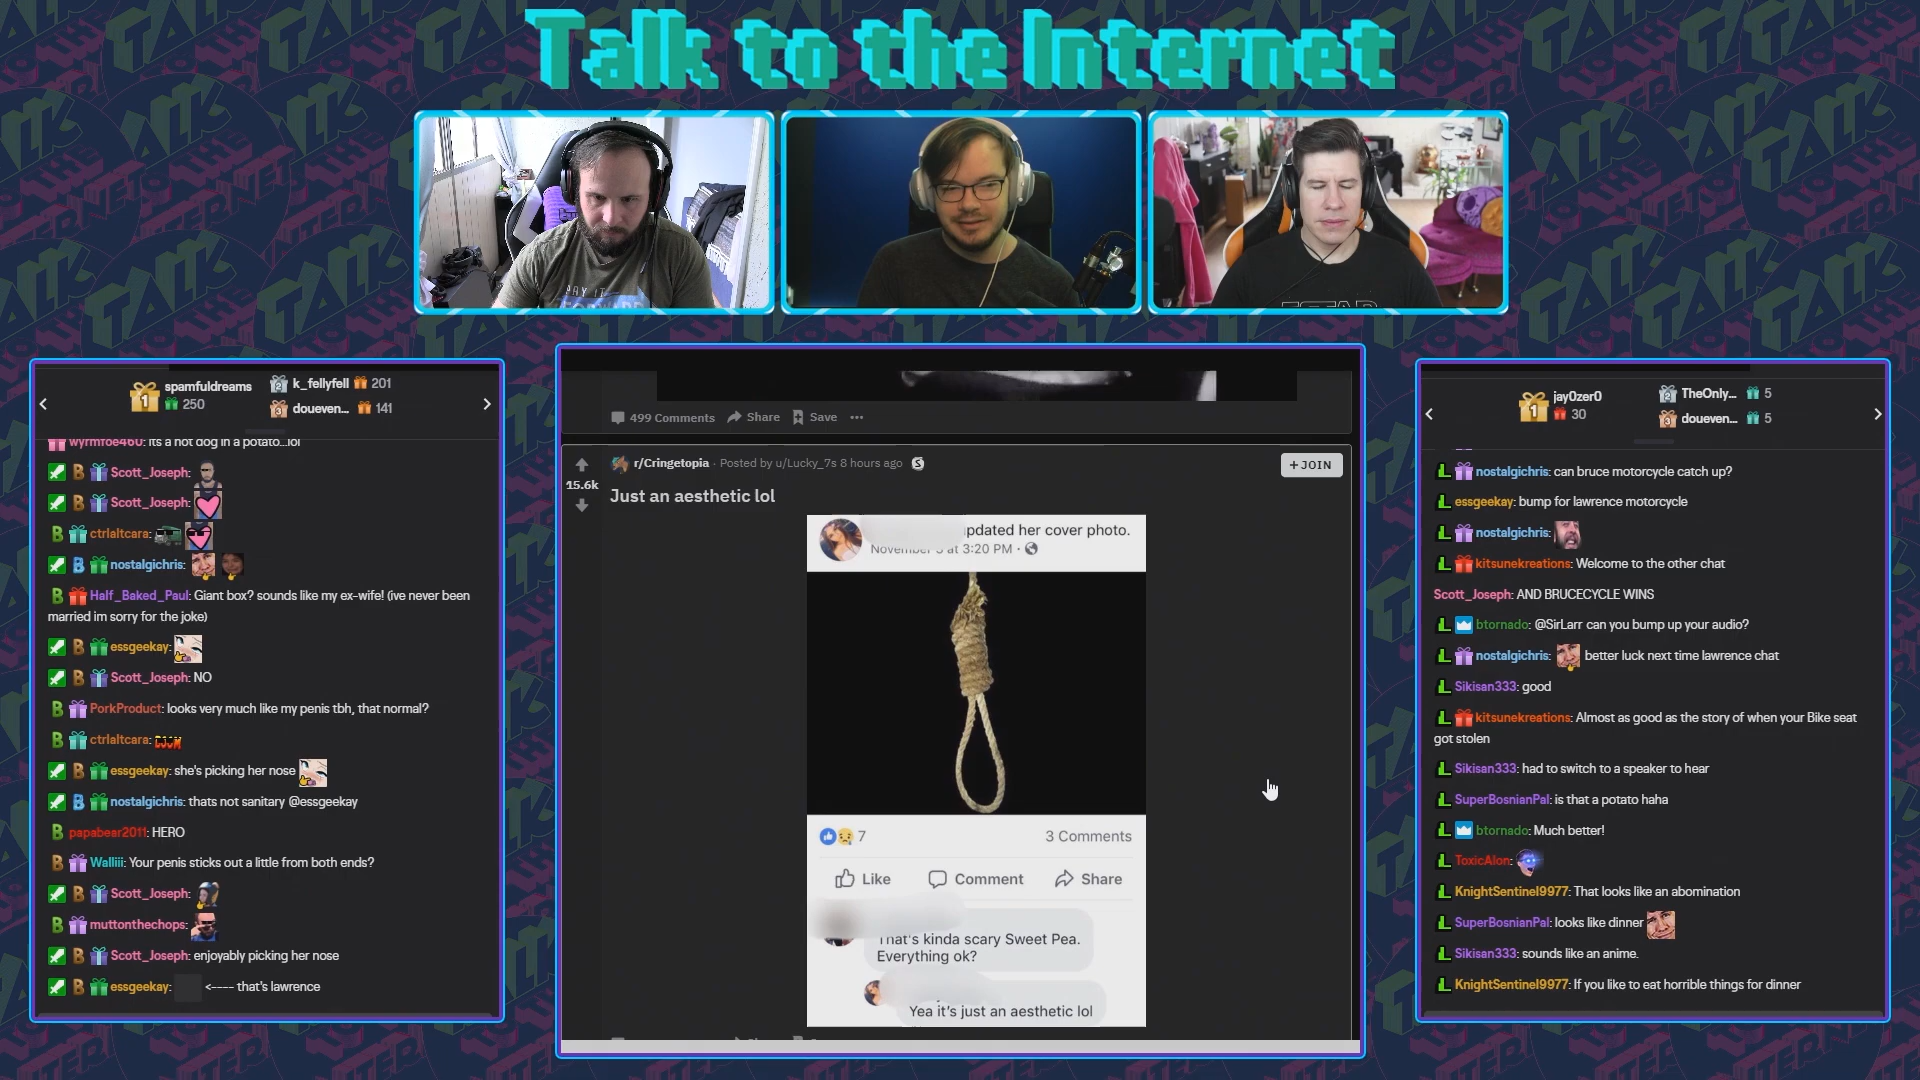 Talk to the Internet
PAY IT
FORWARD
spamfuldreams
250
k_fellyfell 201
doueven... 141
wyrmfoe460: its a hot dog in a potato...lol
Scott_Joseph:
Scott_Joseph:
ctrlaltcara:
nostalgichris:
Half_Baked_Paul: Giant box? sounds like my ex-wife! (ive never been
married im sorry for the joke)
essgeekay:
Scott_Joseph: NO
PorkProduct: looks very much like my penis tbh, that normal?
ctrlaltcara:
essgeekay: she's picking her nose
nostalgichris: thats not sanitary @essgeekay
papabear2011: HERO
Walliii: Your penis sticks out a little from both ends?
Scott_Joseph:
muttonthechops:
Scott_Joseph: enjoyably picking her nose
essgeekay: <---- that's lawrence
499 Comments Share Save
r/Cringetopia · Posted by u/Lucky_7s 8 hours ago
+ JOIN
15.6k
Just an aesthetic lol
updated her cover photo.
at 3:20 PM ·
7
3 Comments
Like Comment Share
That's kinda scary Sweet Pea.
Everything ok?
Yea it's just an aesthetic lol
jay0zer0
30
TheOnly... 5
doueven... 5
nostalgichris: can bruce motorcycle catch up?
essgeekay: bump for lawrence motorcycle
nostalgichris:
kitsunekreations: Welcome to the other chat
Scott_Joseph: AND BRUCECYCLE WINS
btornado: @SirLarr can you bump up your audio?
nostalgichris: better luck next time lawrence chat
Sikisan333: good
kitsunekreations: Almost as good as the story of when your Bike seat
got stolen
Sikisan333: had to switch to a speaker to hear
SuperBosnianPal: is that a potato haha
btornado: Much better!
ToxicAlon:
KnightSentinel9977: That looks like an abomination
SuperBosnianPal: looks like dinner
Sikisan333: sounds like an anime.
KnightSentinel9977: If you like to eat horrible things for dinner